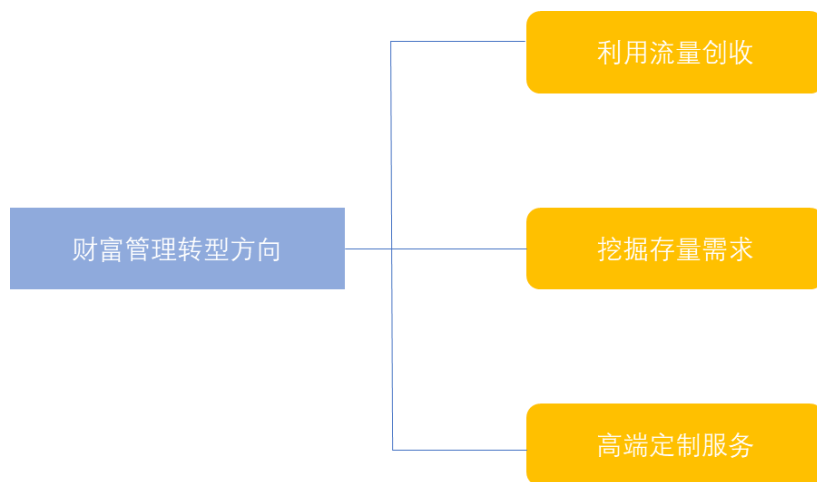 利用流量创收
财富管理转型方向
挖掘存量需求
高端定制服务